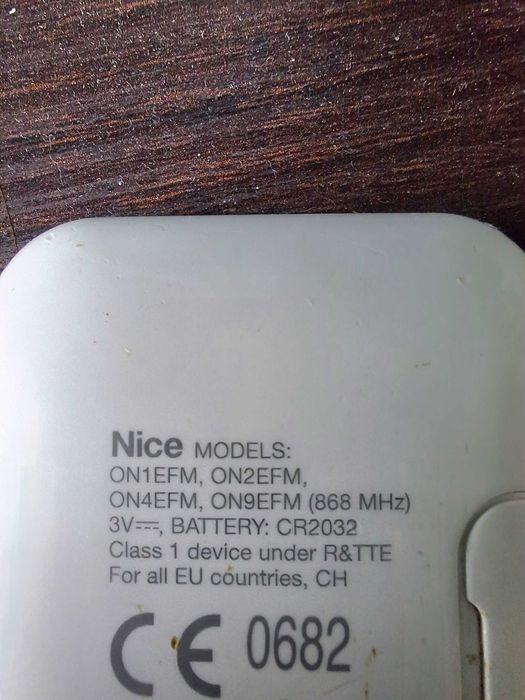 Nice MODELS:
ON1EFM, ON2EFM,
ON4EFM, ON9EFM (868 MHz)
3V⎓, BATTERY: CR2032
Class 1 device under R&TTE
For all EU countries, CH
CE 0682